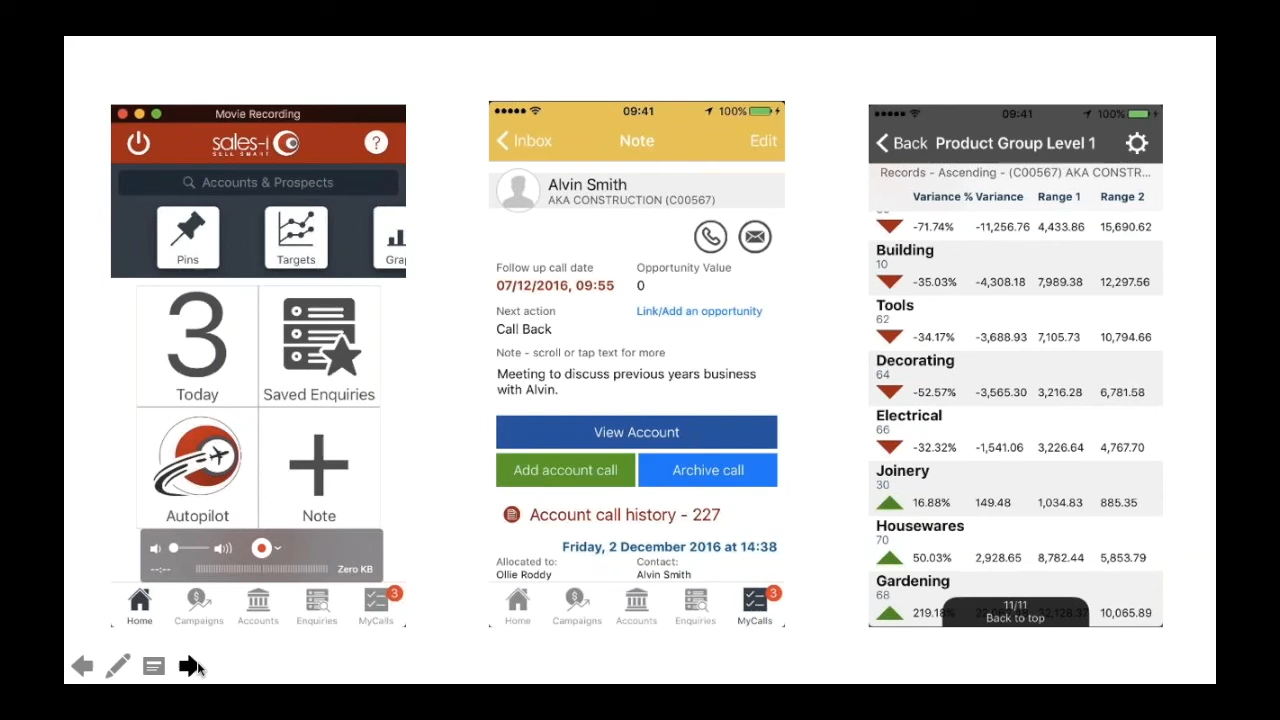 Movie Recording
sales-i
SELL SMART
?
Accounts & Prospects
Pins
Targets
Gra
3
Today
Saved Enquiries
Autopilot
Note
--:--
Zero KB
3
Home
Campaigns
Accounts
Enquiries
MyCalls
09:41
100%
Inbox
Note
Edit
Alvin Smith
AKA CONSTRUCTION (C00567)
Follow up call date
Opportunity Value
07/12/2016, 09:55
0
Next action
Link/Add an opportunity
Call Back
Note - scroll or tap text for more
Meeting to discuss previous years business
with Alvin.
View Account
Add account call
Archive call
Account call history - 227
Friday, 2 December 2016 at 14:38
Allocated to:
Contact:
Ollie Roddy
Alvin Smith
3
Home
Campaigns
Accounts
Enquiries
MyCalls
09:41
100%
Back
Product Group Level 1
Records - Ascending - (C00567) AKA CONSTR...
Variance % Variance Range 1 Range 2
-71.74% -11,256.76 4,433.86 15,690.62
Building
10
-35.03% -4,308.18 7,989.38 12,297.56
Tools
62
-34.17% -3,688.93 7,105.73 10,794.66
Decorating
64
-52.57% -3,565.30 3,216.28 6,781.58
Electrical
66
-32.32% -1,541.06 3,226.64 4,767.70
Joinery
30
16.88% 149.48 1,034.83 885.35
Housewares
70
50.03% 2,928.65 8,782.44 5,853.79
Gardening
68
10,065.89
11/11
Back to top